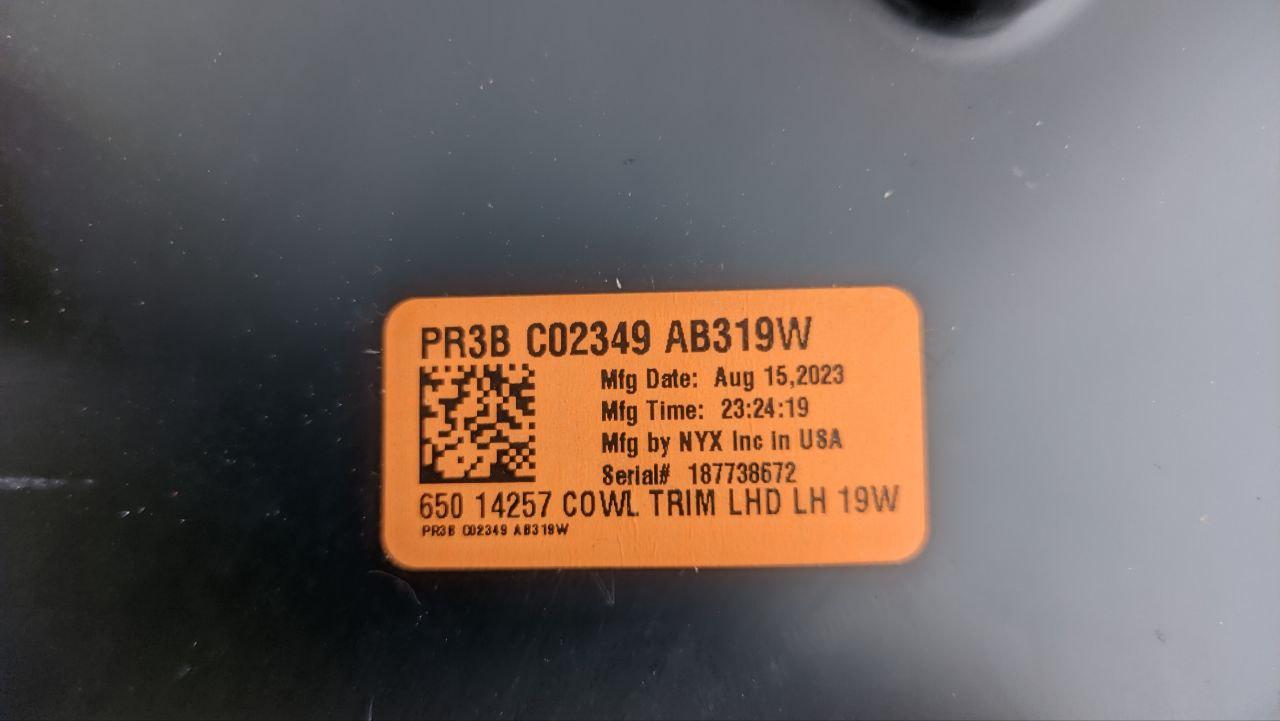 PR3B C02349 AB319W
Mfg Date: Aug 15,2023
Mfg Time: 23:24:19
Mfg by NYX Inc in USA
Serial# 187738672
650 14257 COWL TRIM LHD LH 19W
PR3B C02349 AB319W